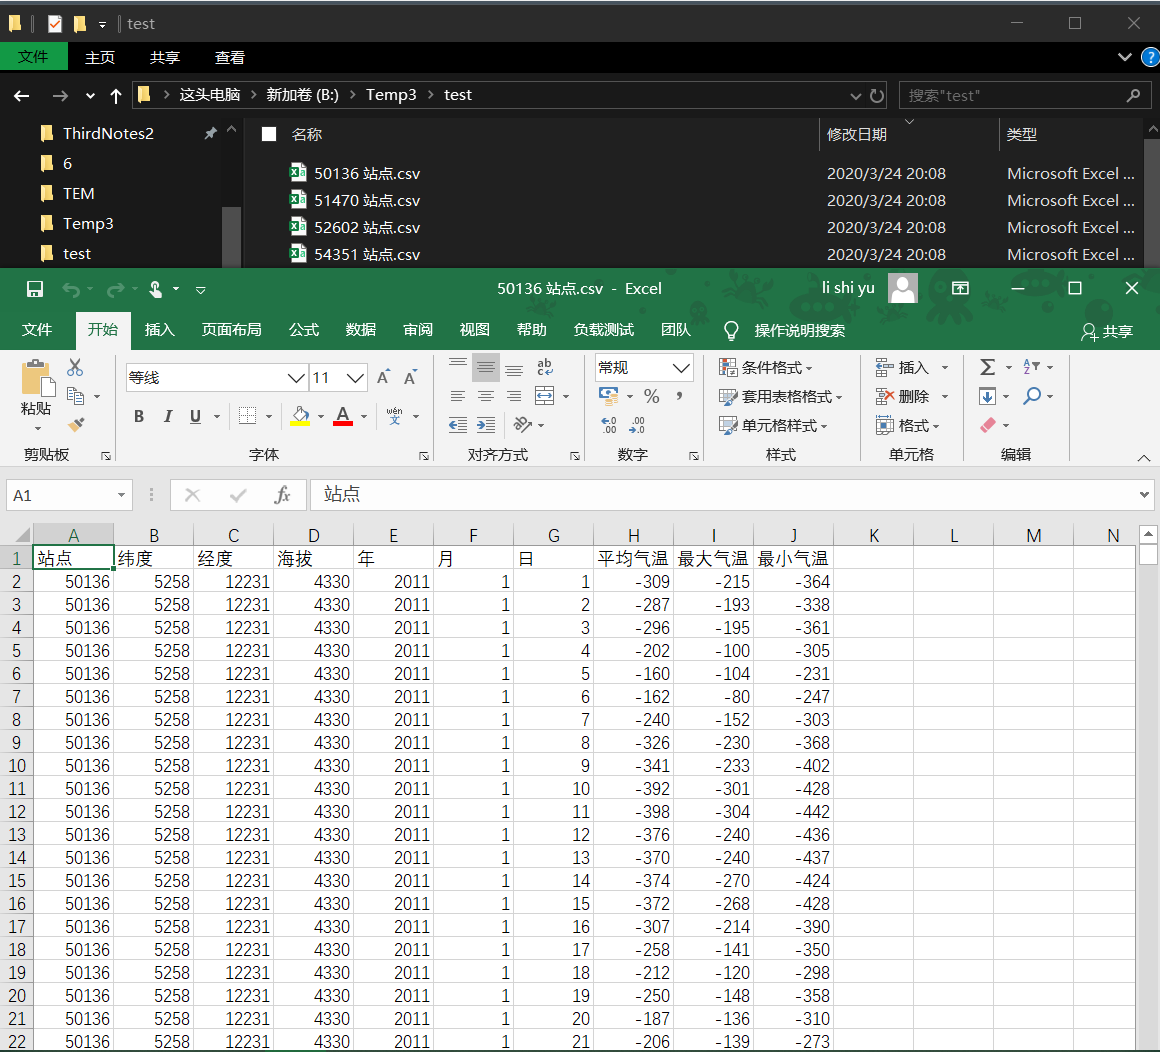 test
文件 主页 共享 查看
这头电脑 新加卷 (B:) Temp3 test 搜索"test"
ThirdNotes2
6
TEM
Temp3
test
名称 修改日期 类型
50136 站点.csv 2020/3/24 20:08 Microsoft Excel ...
51470 站点.csv 2020/3/24 20:08 Microsoft Excel ...
52602 站点.csv 2020/3/24 20:08 Microsoft Excel ...
54351 站点.csv 2020/3/24 20:08 Microsoft Excel ...
50136 站点.csv - Excel li shi yu
文件 开始 插入 页面布局 公式 数据 审阅 视图 帮助 负载测试 团队 操作说明搜索 共享
粘贴
等线 11
B I U A wén 文
ab c
常规
% ,
条件格式
套用表格格式
单元格样式
插入
删除
格式
剪贴板 字体 对齐方式 数字 样式 单元格 编辑
A1 fx 站点
A B C D E F G H I J K L M N
1 站点 纬度 经度 海拔 年 月 日 平均气温 最大气温 最小气温
2 50136 5258 12231 4330 2011 1 1 -309 -215 -364
3 50136 5258 12231 4330 2011 1 2 -287 -193 -338
4 50136 5258 12231 4330 2011 1 3 -296 -195 -361
5 50136 5258 12231 4330 2011 1 4 -202 -100 -305
6 50136 5258 12231 4330 2011 1 5 -160 -104 -231
7 50136 5258 12231 4330 2011 1 6 -162 -80 -247
8 50136 5258 12231 4330 2011 1 7 -240 -152 -303
9 50136 5258 12231 4330 2011 1 8 -326 -230 -368
10 50136 5258 12231 4330 2011 1 9 -341 -233 -402
11 50136 5258 12231 4330 2011 1 10 -392 -301 -428
12 50136 5258 12231 4330 2011 1 11 -398 -304 -442
13 50136 5258 12231 4330 2011 1 12 -376 -240 -436
14 50136 5258 12231 4330 2011 1 13 -370 -240 -437
15 50136 5258 12231 4330 2011 1 14 -374 -270 -424
16 50136 5258 12231 4330 2011 1 15 -372 -268 -428
17 50136 5258 12231 4330 2011 1 16 -307 -214 -390
18 50136 5258 12231 4330 2011 1 17 -258 -141 -350
19 50136 5258 12231 4330 2011 1 18 -212 -120 -298
20 50136 5258 12231 4330 2011 1 19 -250 -148 -358
21 50136 5258 12231 4330 2011 1 20 -187 -136 -310
22 50136 5258 12231 4330 2011 1 21 -206 -139 -273